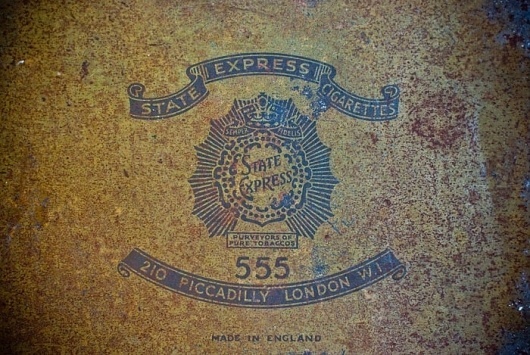 STATE EXPRESS CIGARETTES
SEMPER FIDELIS
STATE
EXPRESS
PURVEYORS OF
PURE TOBACCOS
555
210 PICCADILLY LONDON W.1.
MADE IN ENGLAND